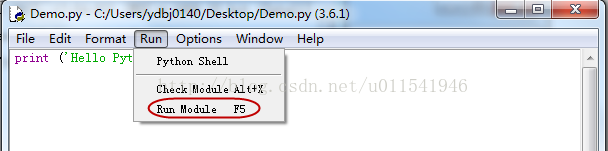 Demo.py - C:/Users/ydbj0140/Desktop/Demo.py (3.6.1)
File Edit Format Run Options Window Help
print ('Hello Pyt
Python Shell
http://blog.csdn.net/u011541946
Check Module Alt+X
Run Module F5